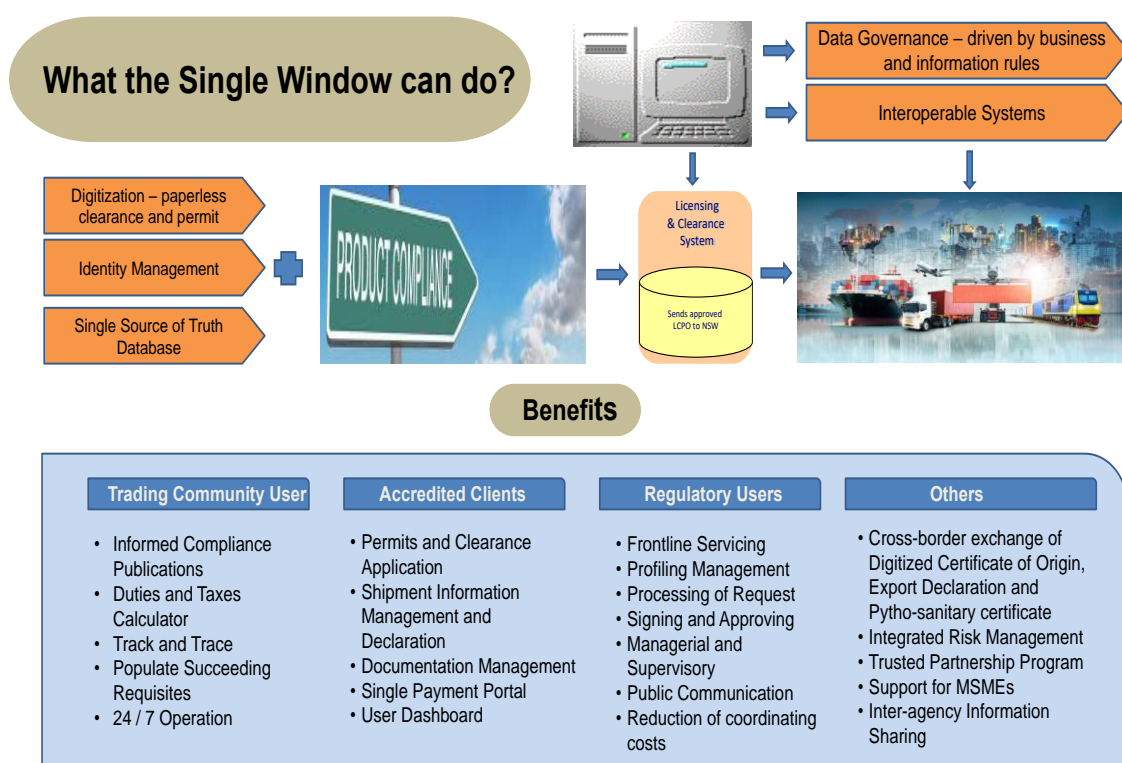 What the Single Window can do?
Data Governance – driven by business
and information rules
Interoperable Systems
Digitization – paperless
clearance and permit
Identity Management
Single Source of Truth
Database
PRODUCT COMPLIANCE
Licensing
& Clearance
System
Sends approved
LCPO to NSW
Benefits
Trading Community User
• Informed Compliance
Publications
• Duties and Taxes
Calculator
• Track and Trace
• Populate Succeeding
Requisites
• 24 / 7 Operation
Accredited Clients
• Permits and Clearance
Application
• Shipment Information
Management and
Declaration
• Documentation Management
• Single Payment Portal
• User Dashboard
Regulatory Users
• Frontline Servicing
• Profiling Management
• Processing of Request
• Signing and Approving
• Managerial and
Supervisory
• Public Communication
• Reduction of coordinating
costs
Others
• Cross-border exchange of
Digitized Certificate of Origin,
Export Declaration and
Pytho-sanitary certificate
• Integrated Risk Management
• Trusted Partnership Program
• Support for MSMEs
• Inter-agency Information
Sharing